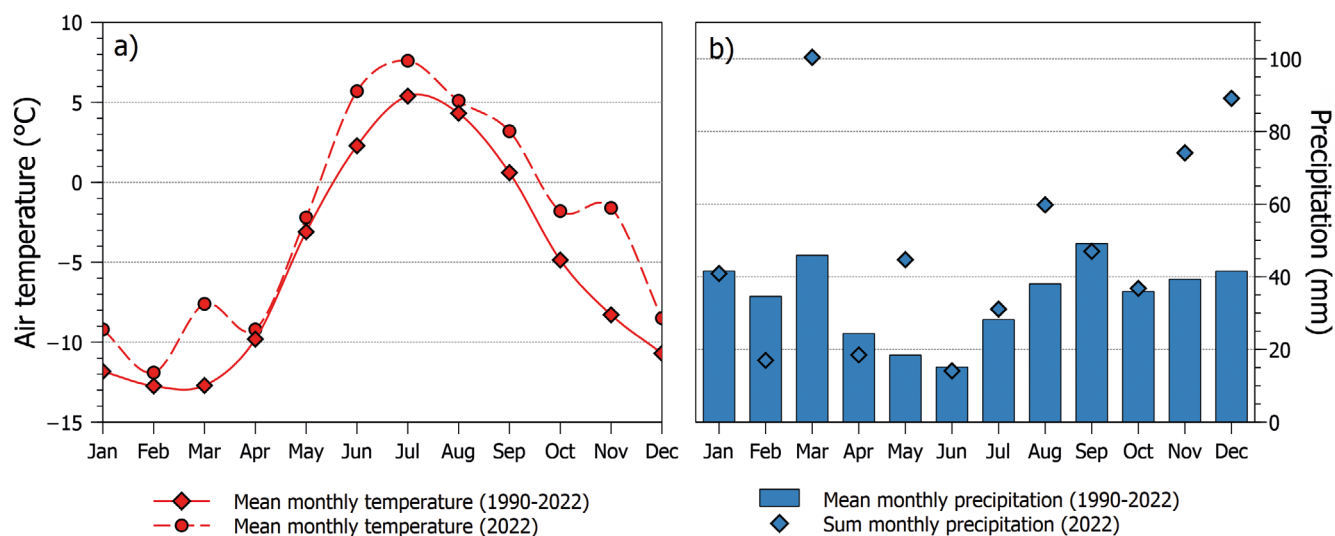 a)
Air temperature (°C)
10
5
0
−5
−10
−15
Jan Feb Mar Apr May Jun Jul Aug Sep Oct Nov Dec
Mean monthly temperature (1990-2022)
Mean monthly temperature (2022)
b)
Precipitation (mm)
100
80
60
40
20
0
Jan Feb Mar Apr May Jun Jul Aug Sep Oct Nov Dec
Mean monthly precipitation (1990-2022)
Sum monthly precipitation (2022)